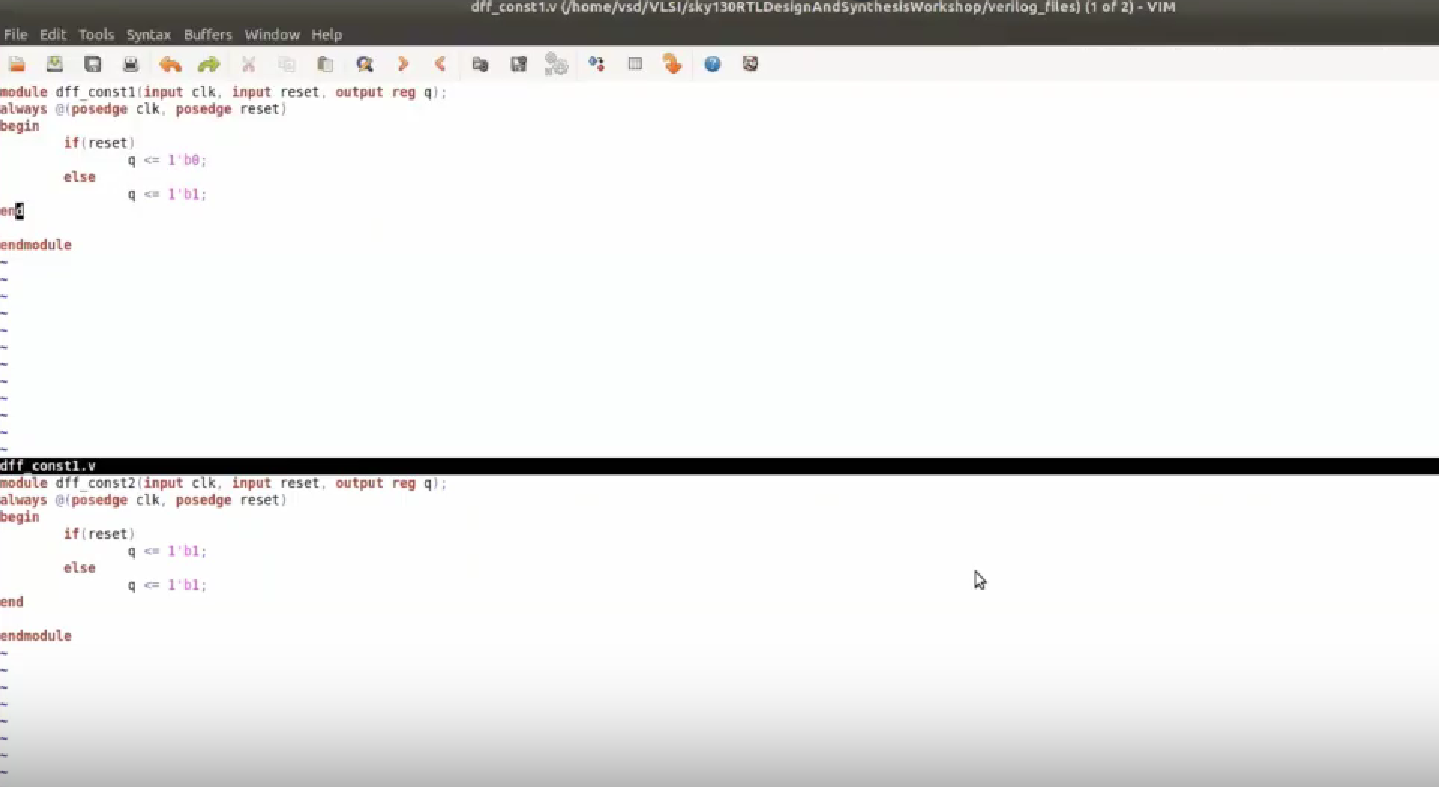 dff_const1.v (/home/vsd/VLSI/sky130RTLDesignAndSynthesisWorkshop/verilog_files) (1 of 2) - VIM
File Edit Tools Syntax Buffers Window Help
module dff_const1(input clk, input reset, output reg q);
always @(posedge clk, posedge reset)
begin
if(reset)
q <= 1'b0;
else
q <= 1'b1;
end
endmodule
~
~
~
~
~
~
~
~
~
~
~
~
dff_const1.v
module dff_const2(input clk, input reset, output reg q);
always @(posedge clk, posedge reset)
begin
if(reset)
q <= 1'b1;
else
q <= 1'b1;
end
endmodule
~
~
~
~
~
~
~
~